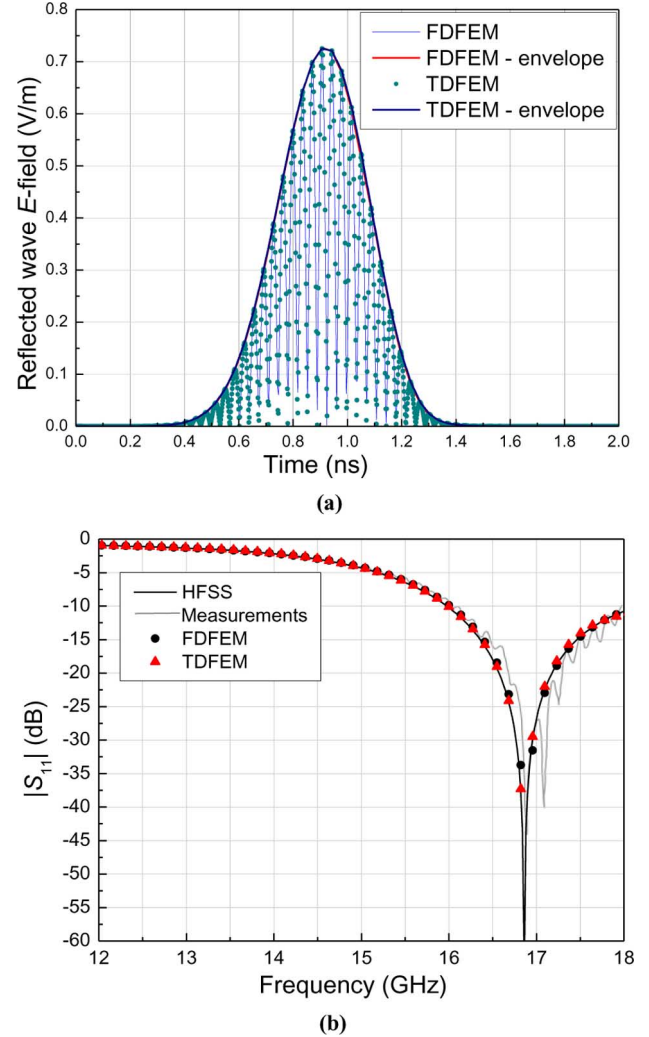 0.8
0.7
0.6
0.5
0.4
0.3
0.2
0.1
0.0
Reflected wave E-field (V/m)
FDFEM
FDFEM - envelope
TDFEM
TDFEM - envelope
0.0 0.2 0.4 0.6 0.8 1.0 1.2 1.4 1.6 1.8 2.0
Time (ns)
(a)
0
-5
-10
-15
-20
-25
-30
-35
-40
-45
-50
-55
-60
|S11| (dB)
HFSS
Measurements
FDFEM
TDFEM
12 13 14 15 16 17 18
Frequency (GHz)
(b)